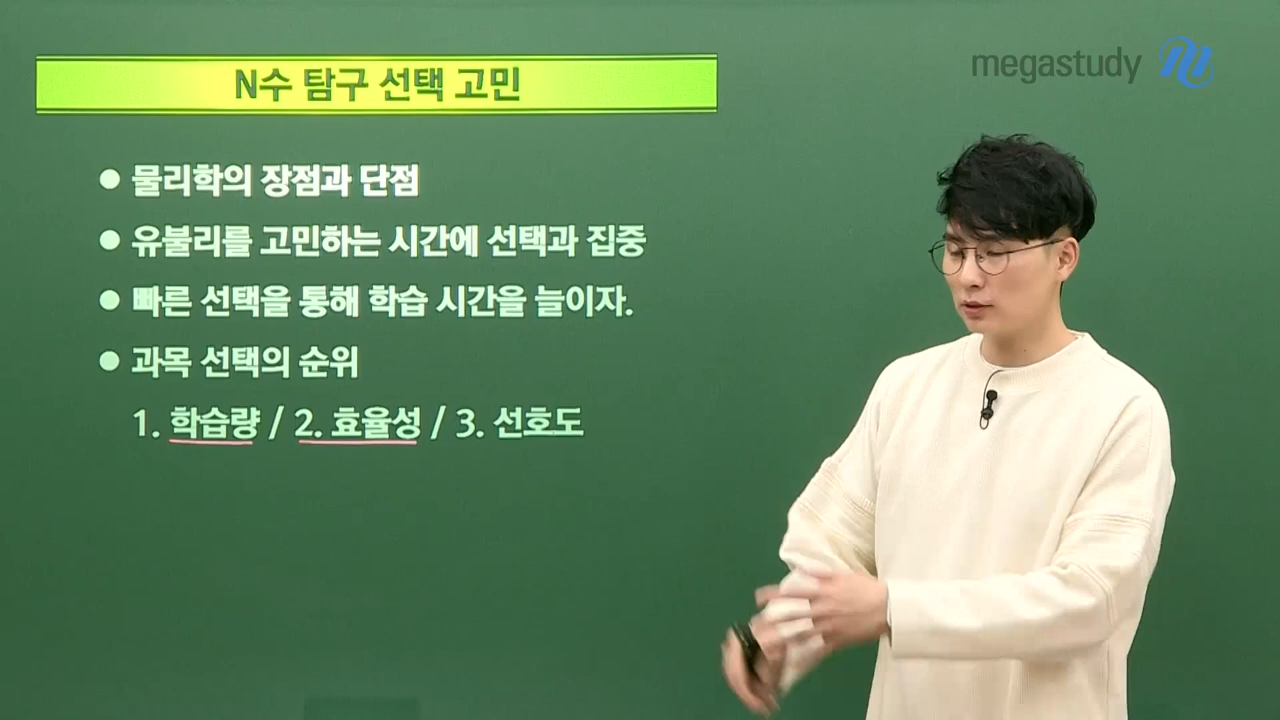 N수 탐구 선택 고민
megastudy
● 물리학의 장점과 단점
● 유불리를 고민하는 시간에 선택과 집중
● 빠른 선택을 통해 학습 시간을 늘이자.
● 과목 선택의 순위
1. 학습량 / 2. 효율성 / 3. 선호도